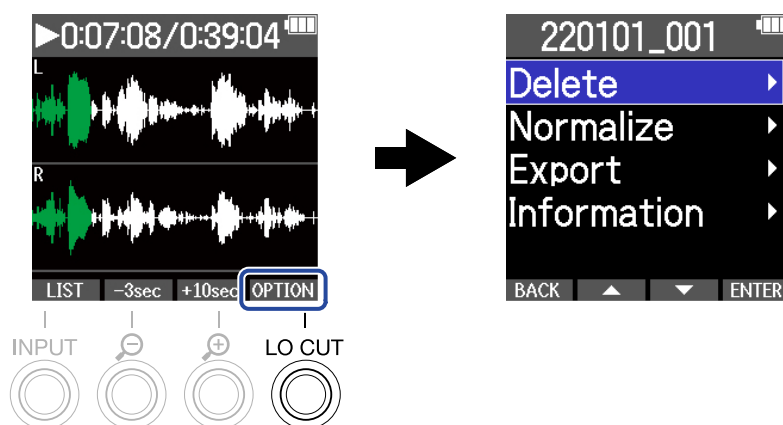 ▶0:07:08/0:39:04
L
R
LIST -3sec +10sec OPTION
INPUT LO CUT
220101_001
Delete
Normalize
Export
Information
BACK ▲ ▼ ENTER